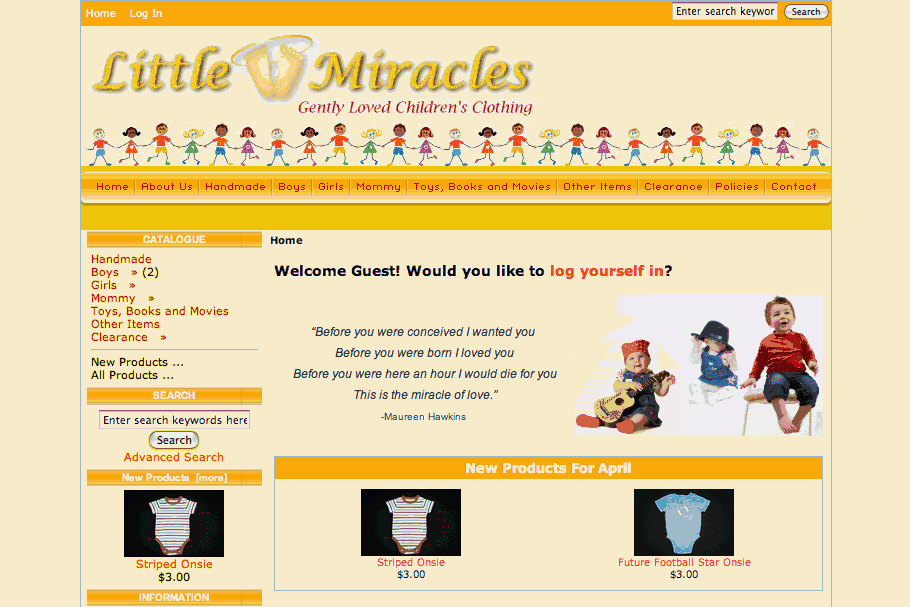 Home Log In
Enter search keywor Search
Little Miracles
Gently Loved Children's Clothing
Home About Us Handmade Boys Girls Mommy Toys, Books and Movies Other Items Clearance Policies Contact
CATALOGUE
Handmade
Boys » (2)
Girls »
Mommy »
Toys, Books and Movies
Other Items
Clearance »
New Products ...
All Products ...
SEARCH
Enter search keywords here
Search
Advanced Search
New Products [more]
Striped Onsie
$3.00
INFORMATION
Home
Welcome Guest! Would you like to log yourself in?
"Before you were conceived I wanted you
Before you were born I loved you
Before you were here an hour I would die for you
This is the miracle of love."
-Maureen Hawkins
New Products For April
Striped Onsie
$3.00
Future Football Star Onsie
$3.00